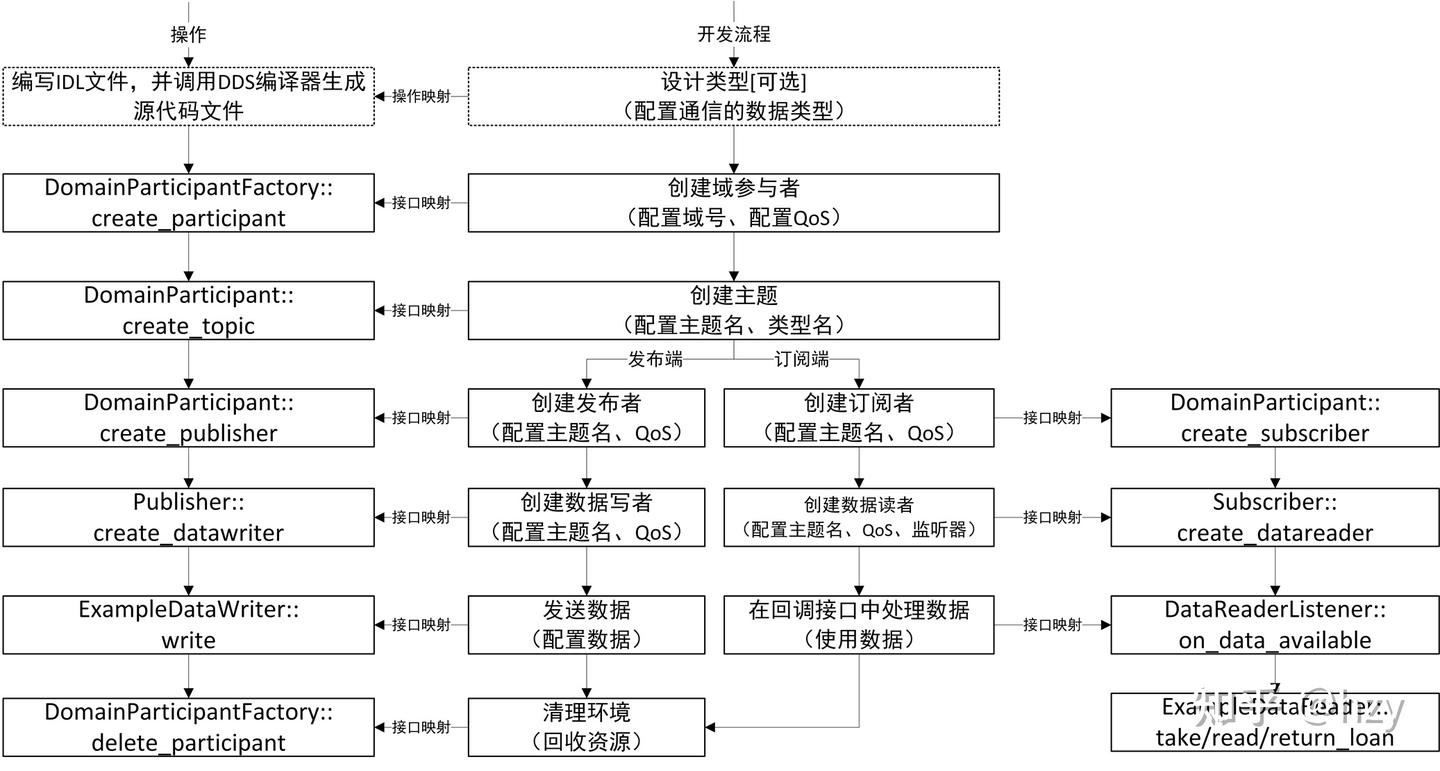 操作
开发流程
编写IDL文件，并调用DDS编译器生成
源代码文件
操作映射
设计类型[可选]
（配置通信的数据类型）
DomainParticipantFactory::
create_participant
接口映射
创建域参与者
（配置域号、配置QoS）
DomainParticipant::
create_topic
接口映射
创建主题
（配置主题名、类型名）
发布端
订阅端
DomainParticipant::
create_publisher
接口映射
创建发布者
（配置主题名、QoS）
创建订阅者
（配置主题名、QoS）
接口映射
DomainParticipant::
create_subscriber
Publisher::
create_datawriter
接口映射
创建数据写者
（配置主题名、QoS）
创建数据读者
（配置主题名、QoS、监听器）
接口映射
Subscriber::
create_datareader
ExampleDataWriter::
write
接口映射
发送数据
（配置数据）
在回调接口中处理数据
（使用数据）
接口映射
DataReaderListener::
on_data_available
DomainParticipantFactory::
delete_participant
接口映射
清理环境
（回收资源）
ExampleDataReader::
take/read/return_loan
知乎 @hzy